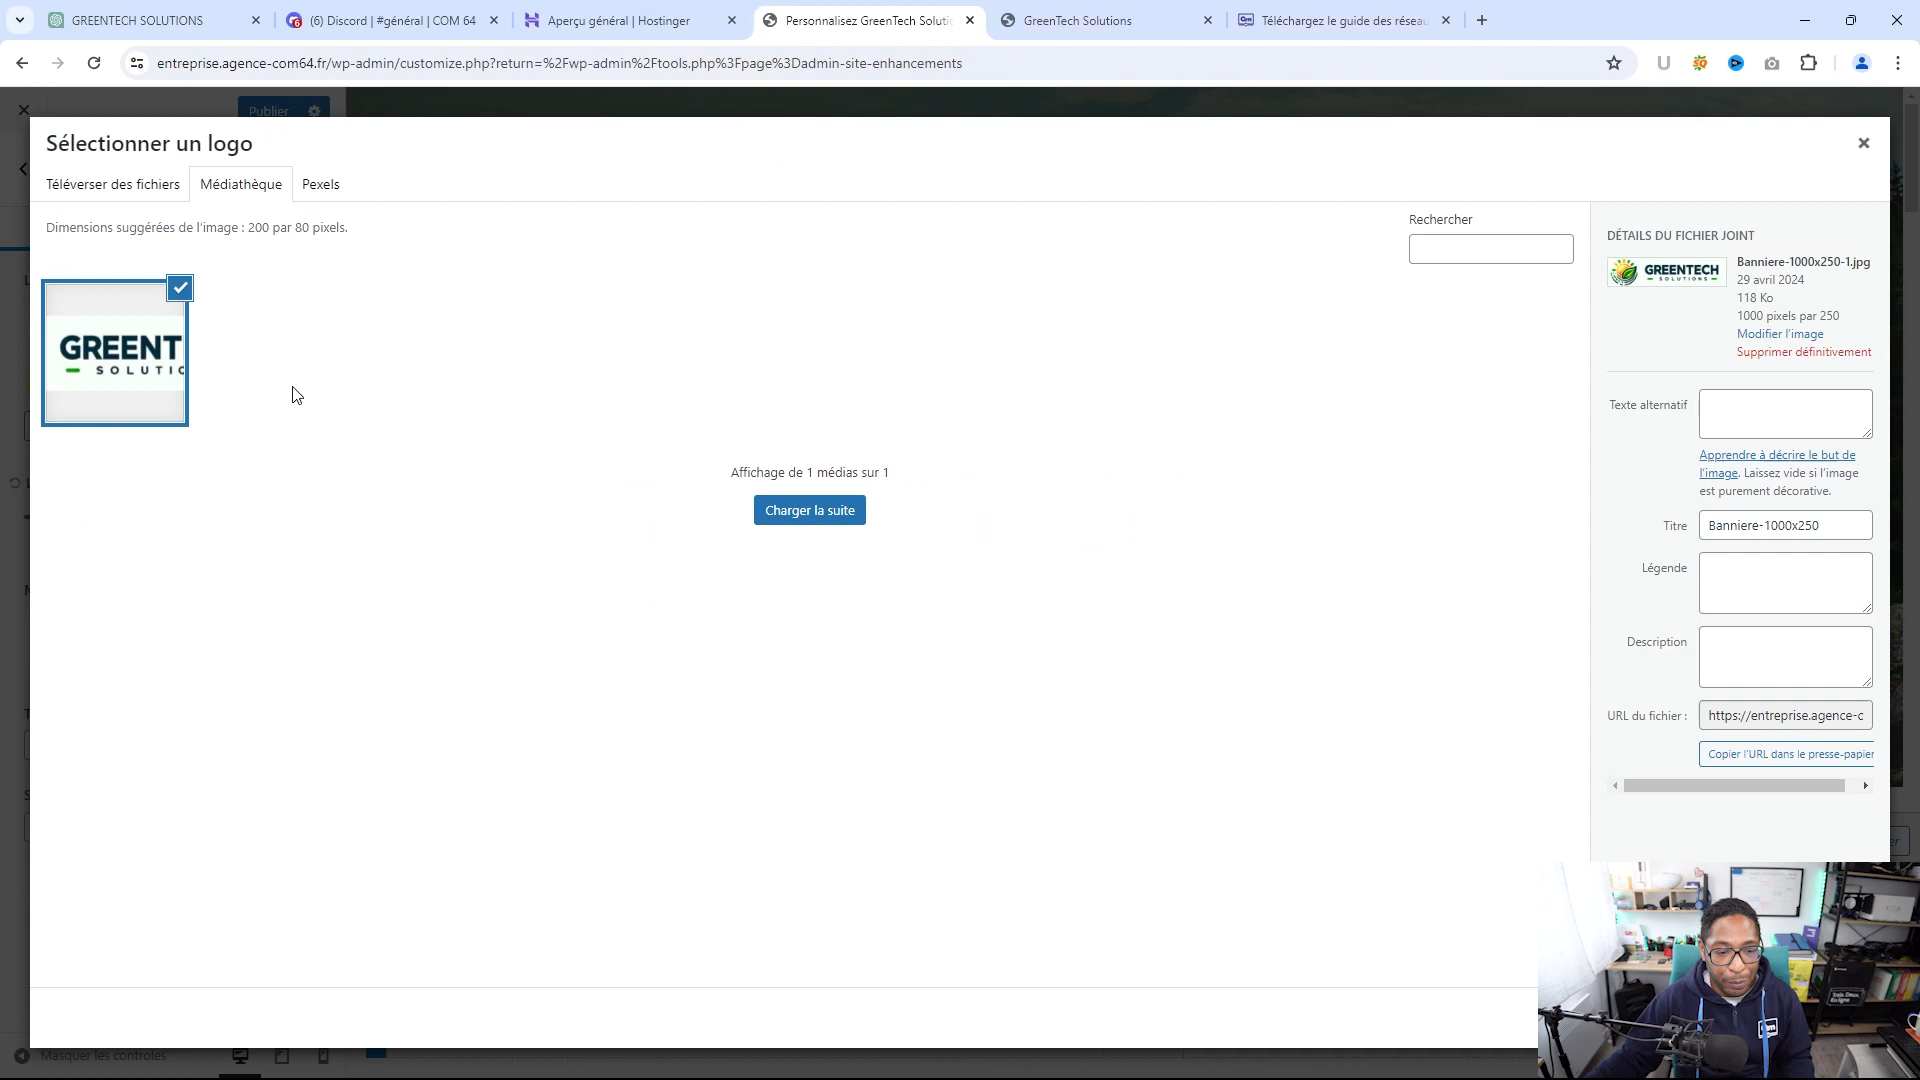 GREENTECH SOLUTIONS
(6) Discord | #général | COM 64
Aperçu général | Hostinger
Personnalisez GreenTech Solutio
GreenTech Solutions
Téléchargez le guide des réseau
entreprise.agence-com64.fr/wp-admin/customize.php?return=%2Fwp-admin%2Ftools.php%3Fpage%3Dadmin-site-enhancements
Publier
Sélectionner un logo
Téléverser des fichiers
Médiathèque
Pexels
Dimensions suggérées de l'image : 200 par 80 pixels.
Rechercher
GREENT
SOLUTIO
Affichage de 1 médias sur 1
Charger la suite
DÉTAILS DU FICHIER JOINT
GREENTECH
SOLUTIONS
Banniere-1000x250-1.jpg
29 avril 2024
118 Ko
1000 pixels par 250
Modifier l'image
Supprimer définitivement
Texte alternatif
Apprendre à décrire le but de
l'image. Laissez vide si l'image
est purement décorative.
Titre
Banniere-1000x250
Légende
Description
URL du fichier :
https://entreprise.agence-c
Copier l'URL dans le presse-papier
Masquer les contrôles